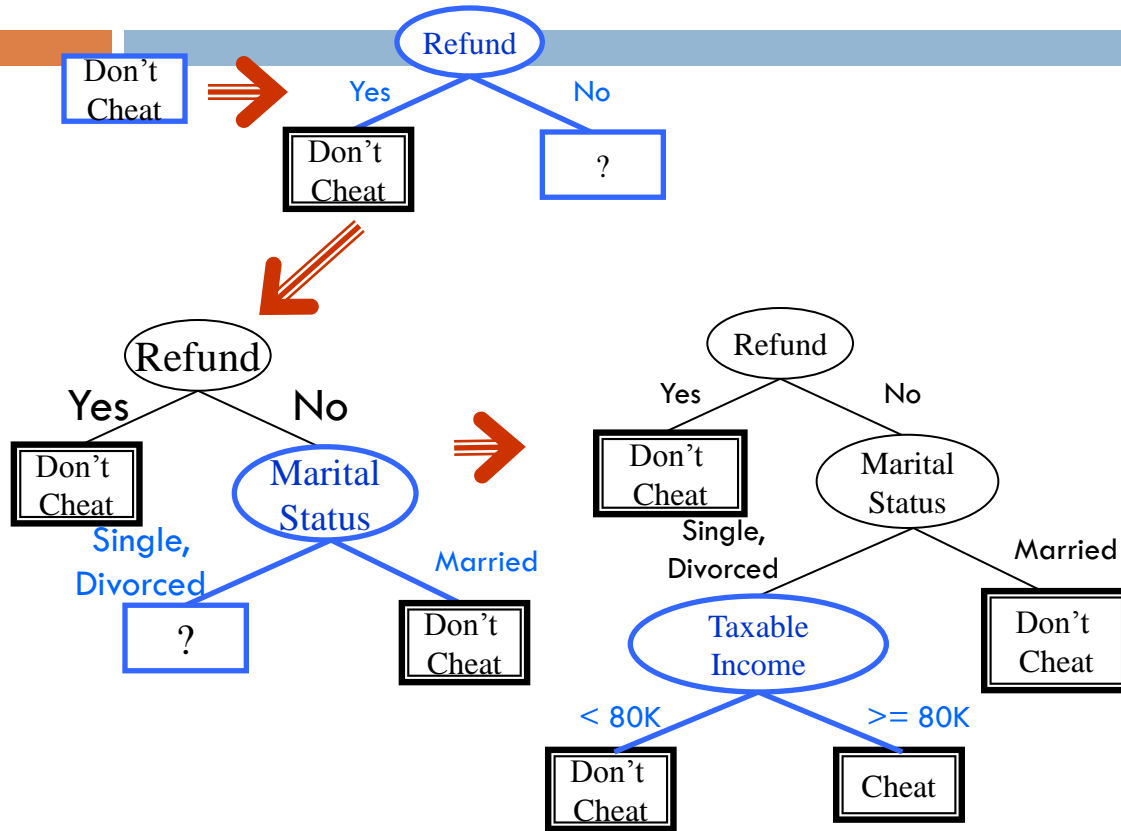 Don't
Cheat
Refund
Yes
No
Don't
Cheat
?
Refund
Yes
No
Don't
Cheat
Marital
Status
Single,
Divorced
Married
?
Don't
Cheat
Refund
Yes
No
Don't
Cheat
Marital
Status
Single,
Divorced
Married
Taxable
Income
Don't
Cheat
< 80K
>= 80K
Don't
Cheat
Cheat